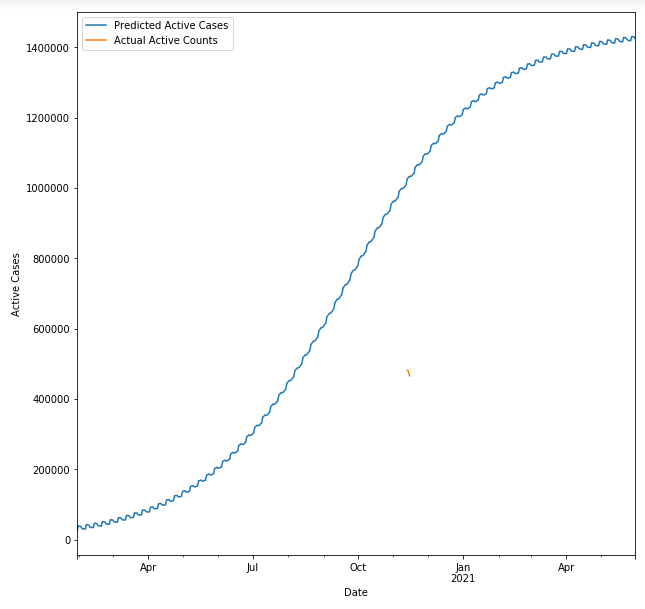 Predicted Active Cases
Actual Active Counts
1400000
1200000
1000000
800000
600000
400000
200000
0
Active Cases
Apr
Jul
Oct
Jan
2021
Apr
Date